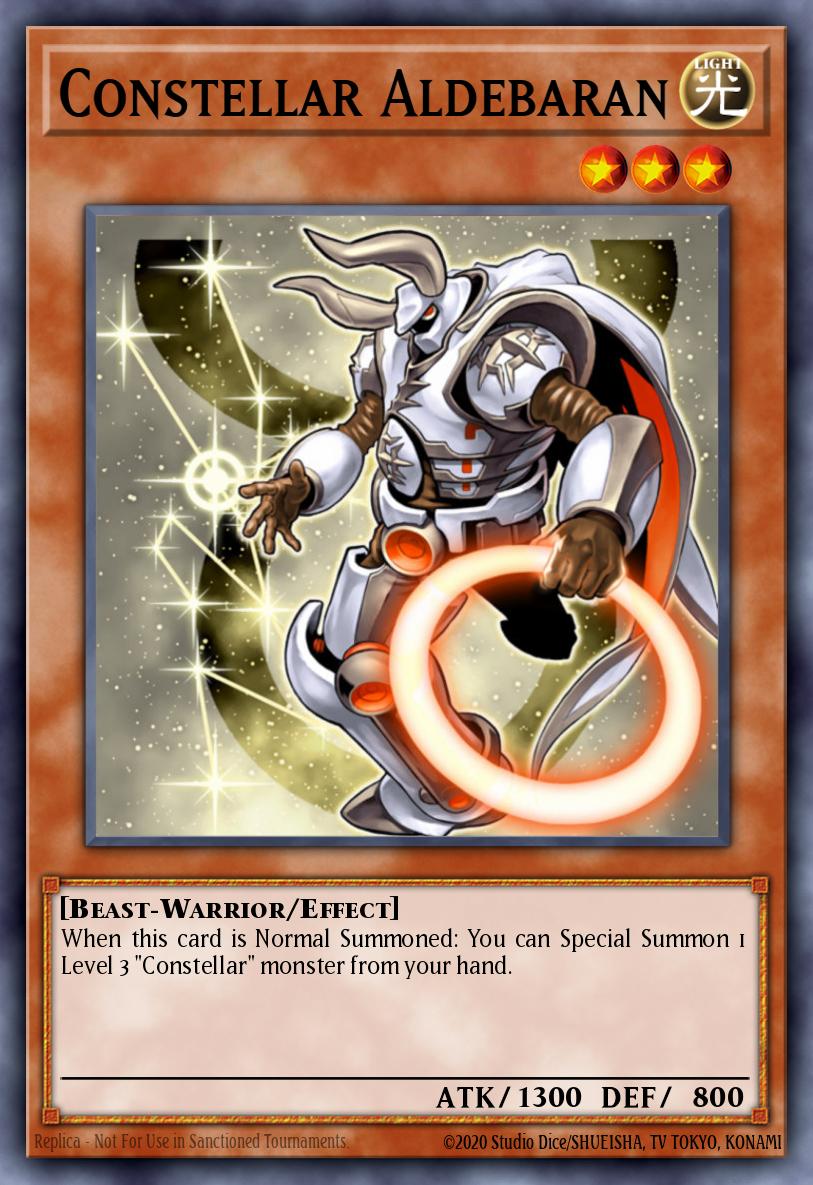 Constellar Aldebaran
LIGHT
光
[Beast-Warrior/Effect]
When this card is Normal Summoned: You can Special Summon 1
Level 3 "Constellar" monster from your hand.
ATK/ 1300 DEF/ 800
Replica - Not For Use in Sanctioned Tournaments.
©2020 Studio Dice/SHUEISHA, TV TOKYO, KONAMI